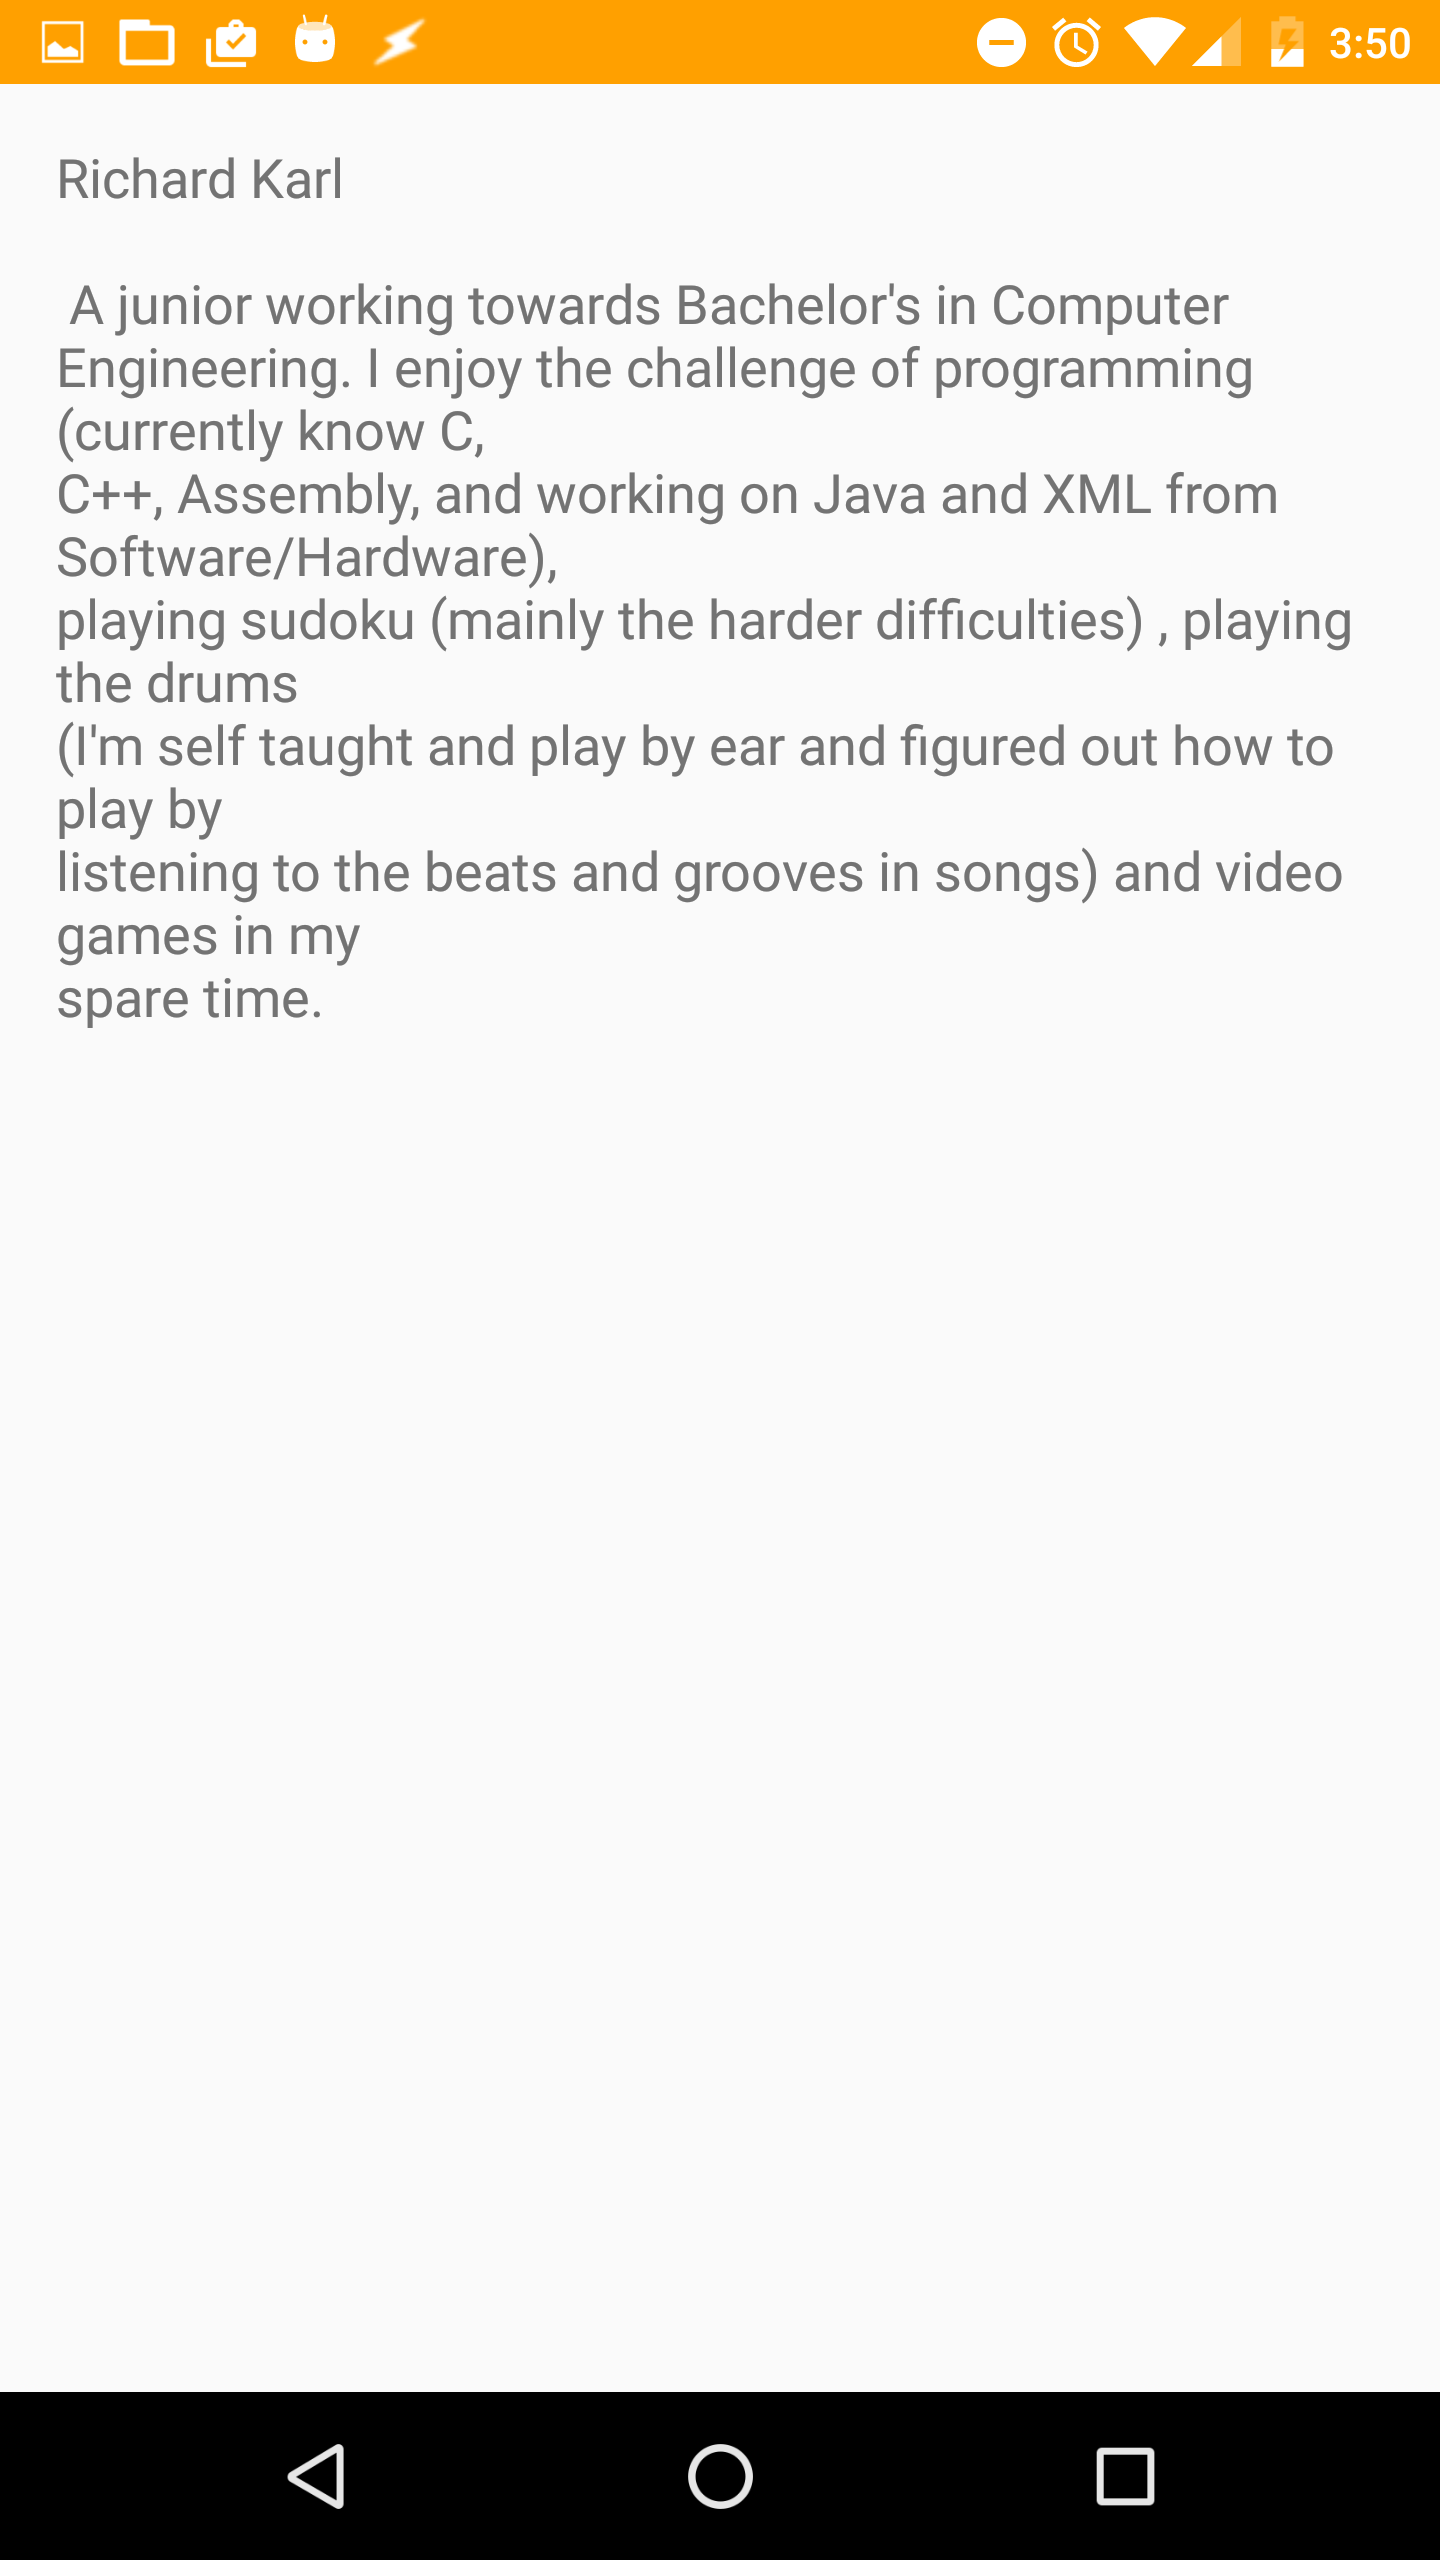 3:50
Richard Karl
A junior working towards Bachelor's in Computer
Engineering. I enjoy the challenge of programming
(currently know C,
C++, Assembly, and working on Java and XML from
Software/Hardware),
playing sudoku (mainly the harder difficulties) , playing
the drums
(I'm self taught and play by ear and figured out how to
play by
listening to the beats and grooves in songs) and video
games in my
spare time.